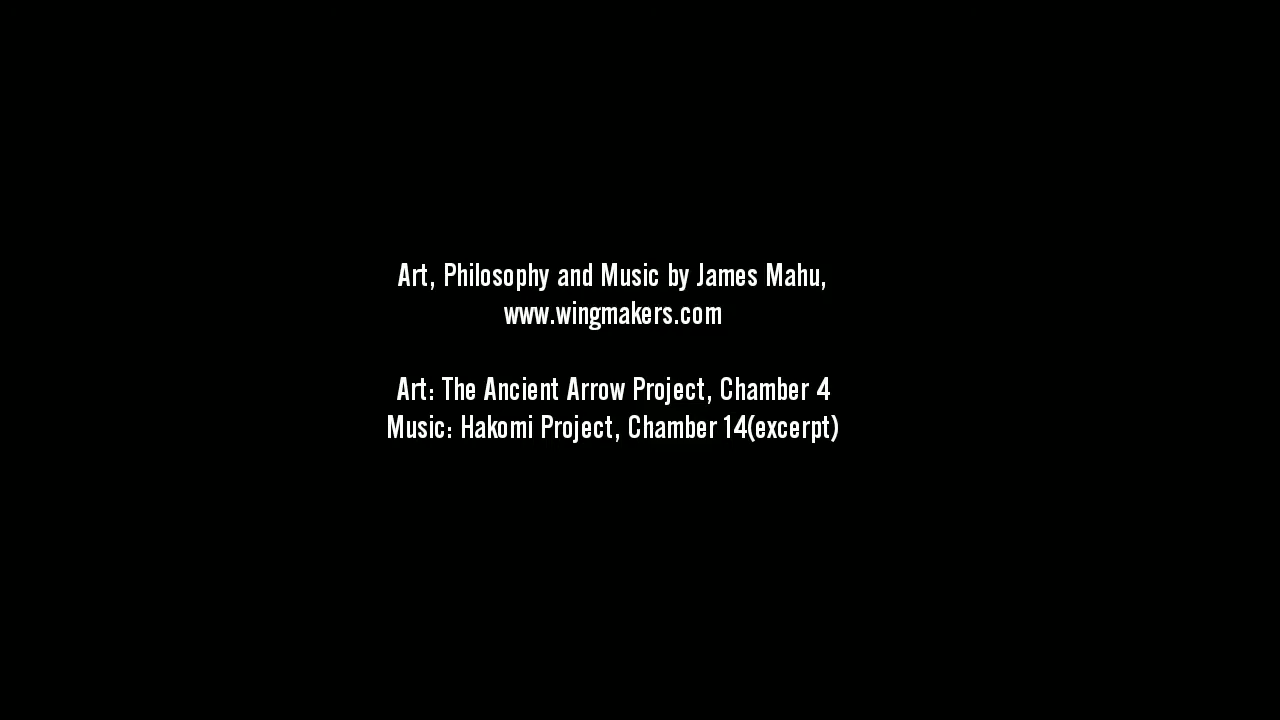 Art, Philosophy and Music by James Mahu,
www.wingmakers.com
Art: The Ancient Arrow Project, Chamber 4
Music: Hakomi Project, Chamber 14(excerpt)